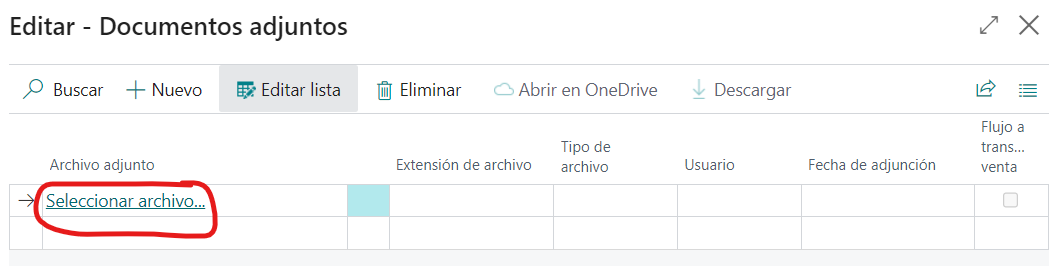 Editar - Documentos adjuntos
Buscar Nuevo Editar lista Eliminar Abrir en OneDrive Descargar
Archivo adjunto Extensión de archivo Tipo de archivo Usuario Fecha de adjunción Flujo a trans... venta
Seleccionar archivo...